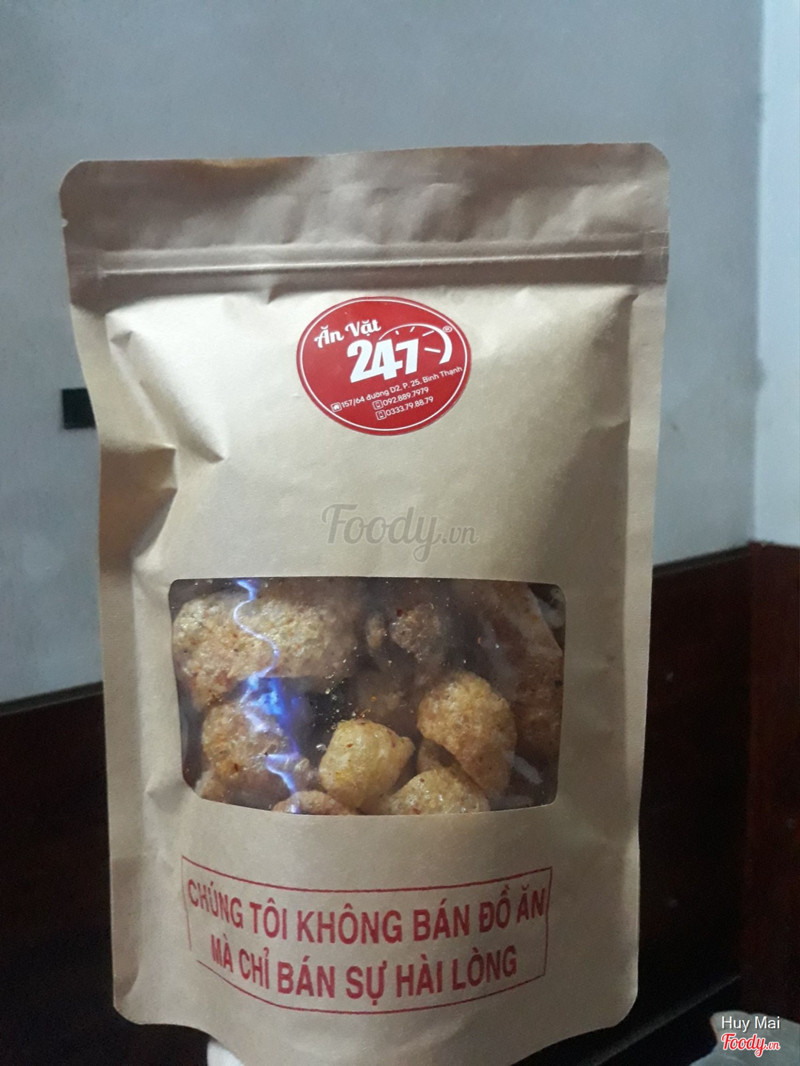 Ăn Vặt
247
®
157/64 đường D2, P. 25, Bình Thạnh
092.889.7979
0333.79.88.79
Foody.vn
CHÚNG TÔI KHÔNG BÁN ĐỒ ĂN
MÀ CHỈ BÁN SỰ HÀI LÒNG
Huy Mai
Foody.vn